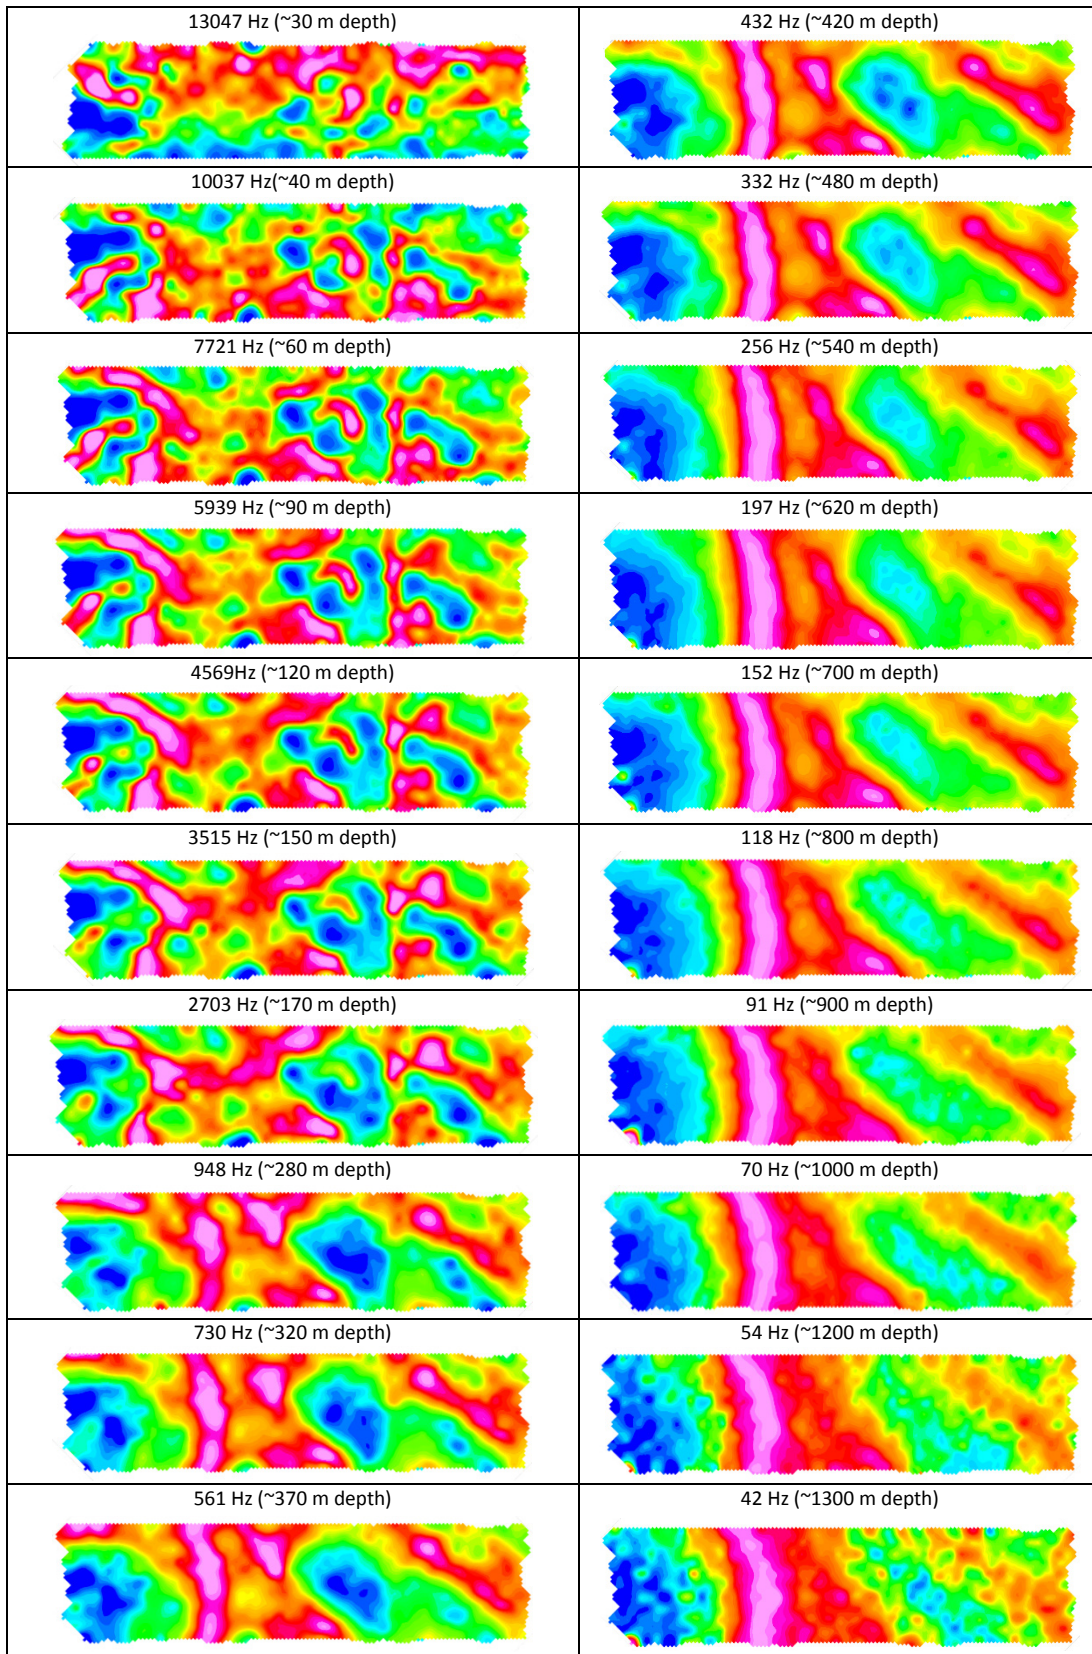 13047 Hz (~30 m depth)
10037 Hz(~40 m depth)
7721 Hz (~60 m depth)
5939 Hz (~90 m depth)
4569Hz (~120 m depth)
3515 Hz (~150 m depth)
2703 Hz (~170 m depth)
948 Hz (~280 m depth)
730 Hz (~320 m depth)
561 Hz (~370 m depth)
432 Hz (~420 m depth)
332 Hz (~480 m depth)
256 Hz (~540 m depth)
197 Hz (~620 m depth)
152 Hz (~700 m depth)
118 Hz (~800 m depth)
91 Hz (~900 m depth)
70 Hz (~1000 m depth)
54 Hz (~1200 m depth)
42 Hz (~1300 m depth)